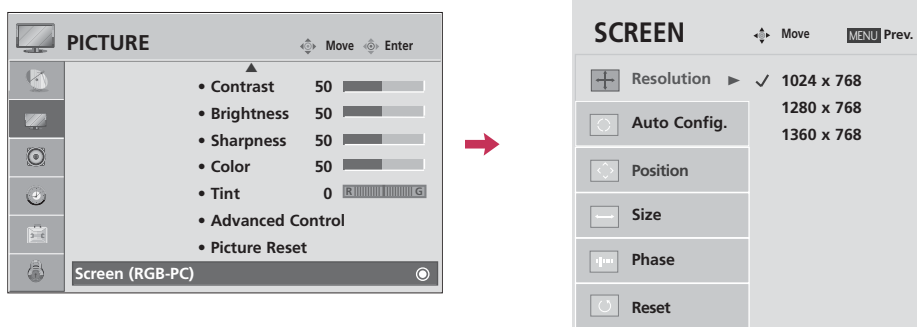 PICTURE
Move Enter
• Contrast 50
• Brightness 50
• Sharpness 50
• Color 50
• Tint 0 R G
• Advanced Control
• Picture Reset
Screen (RGB-PC)
SCREEN
Move MENU Prev.
Resolution ► ✓ 1024 x 768
1280 x 768
1360 x 768
Auto Config.
Position
Size
Phase
Reset